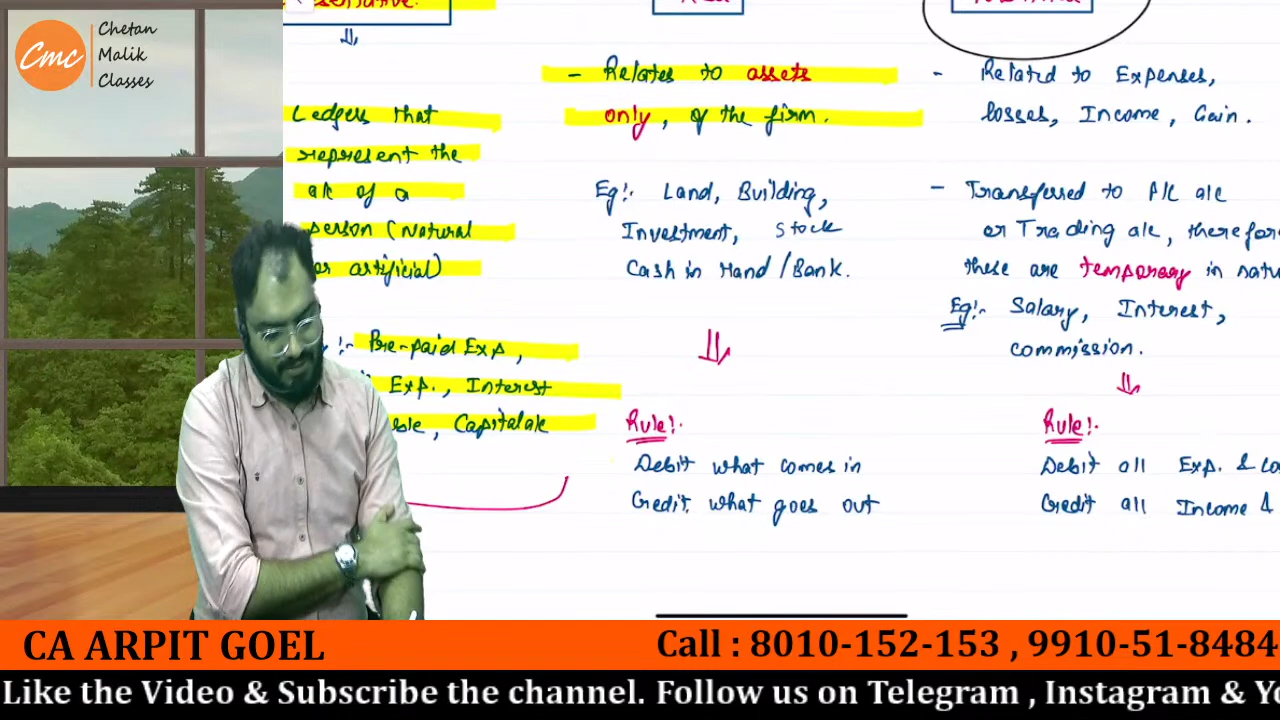 Cmc
Chetan
Malik
Classes
Ledgers that
represent the
a/c of a
person (natural
or artificial)
:- Pre-paid Exp,
Exp., Interest
, Capital a/c
- Relates to assets
only, of the firm.
Eg:- Land, Building,
Investment, Stock
Cash in Hand / Bank.
Rule:-
Debit what comes in
Credit what goes out
- Related to Expenses,
losses, Income, Gain.
- Transferred to P/L a/c
or Trading a/c, therefor
these are temporary in natu
Eg:- Salary, Interest,
commission.
Rule:-
Debit all Exp. & Lo
Credit all Income &
CA ARPIT GOEL
Call : 8010-152-153 , 9910-51-8484
Like the Video & Subscribe the channel. Follow us on Telegram , Instagram & Yo